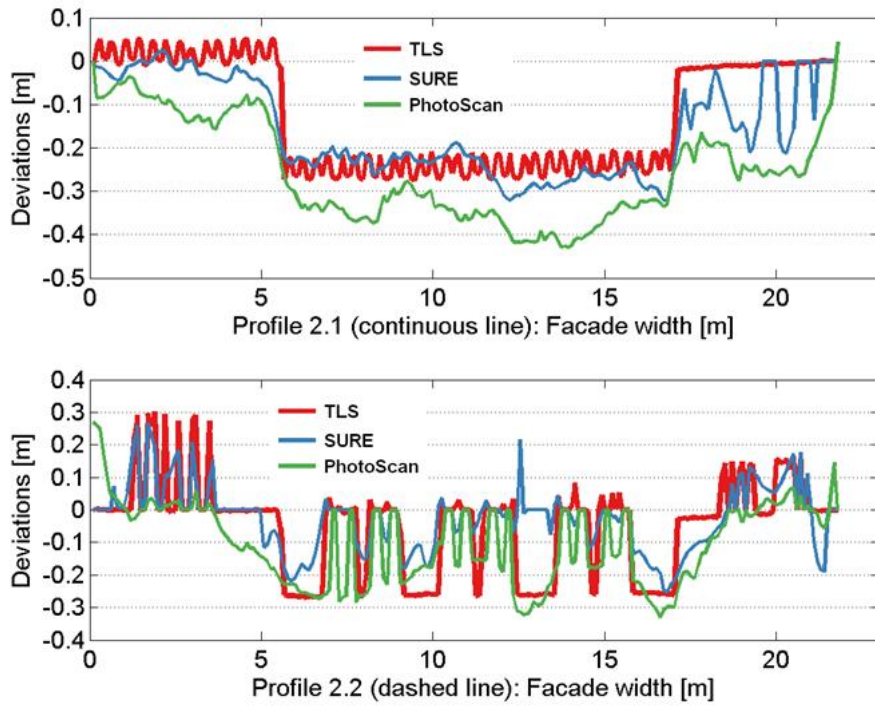 0.1
0
-0.1
-0.2
-0.3
-0.4
-0.5
Deviations [m]
TLS
SURE
PhotoScan
0 5 10 15 20
Profile 2.1 (continuous line): Facade width [m]
0.4
0.3
0.2
0.1
0
-0.1
-0.2
-0.3
-0.4
Deviations [m]
TLS
SURE
PhotoScan
0 5 10 15 20
Profile 2.2 (dashed line): Facade width [m]